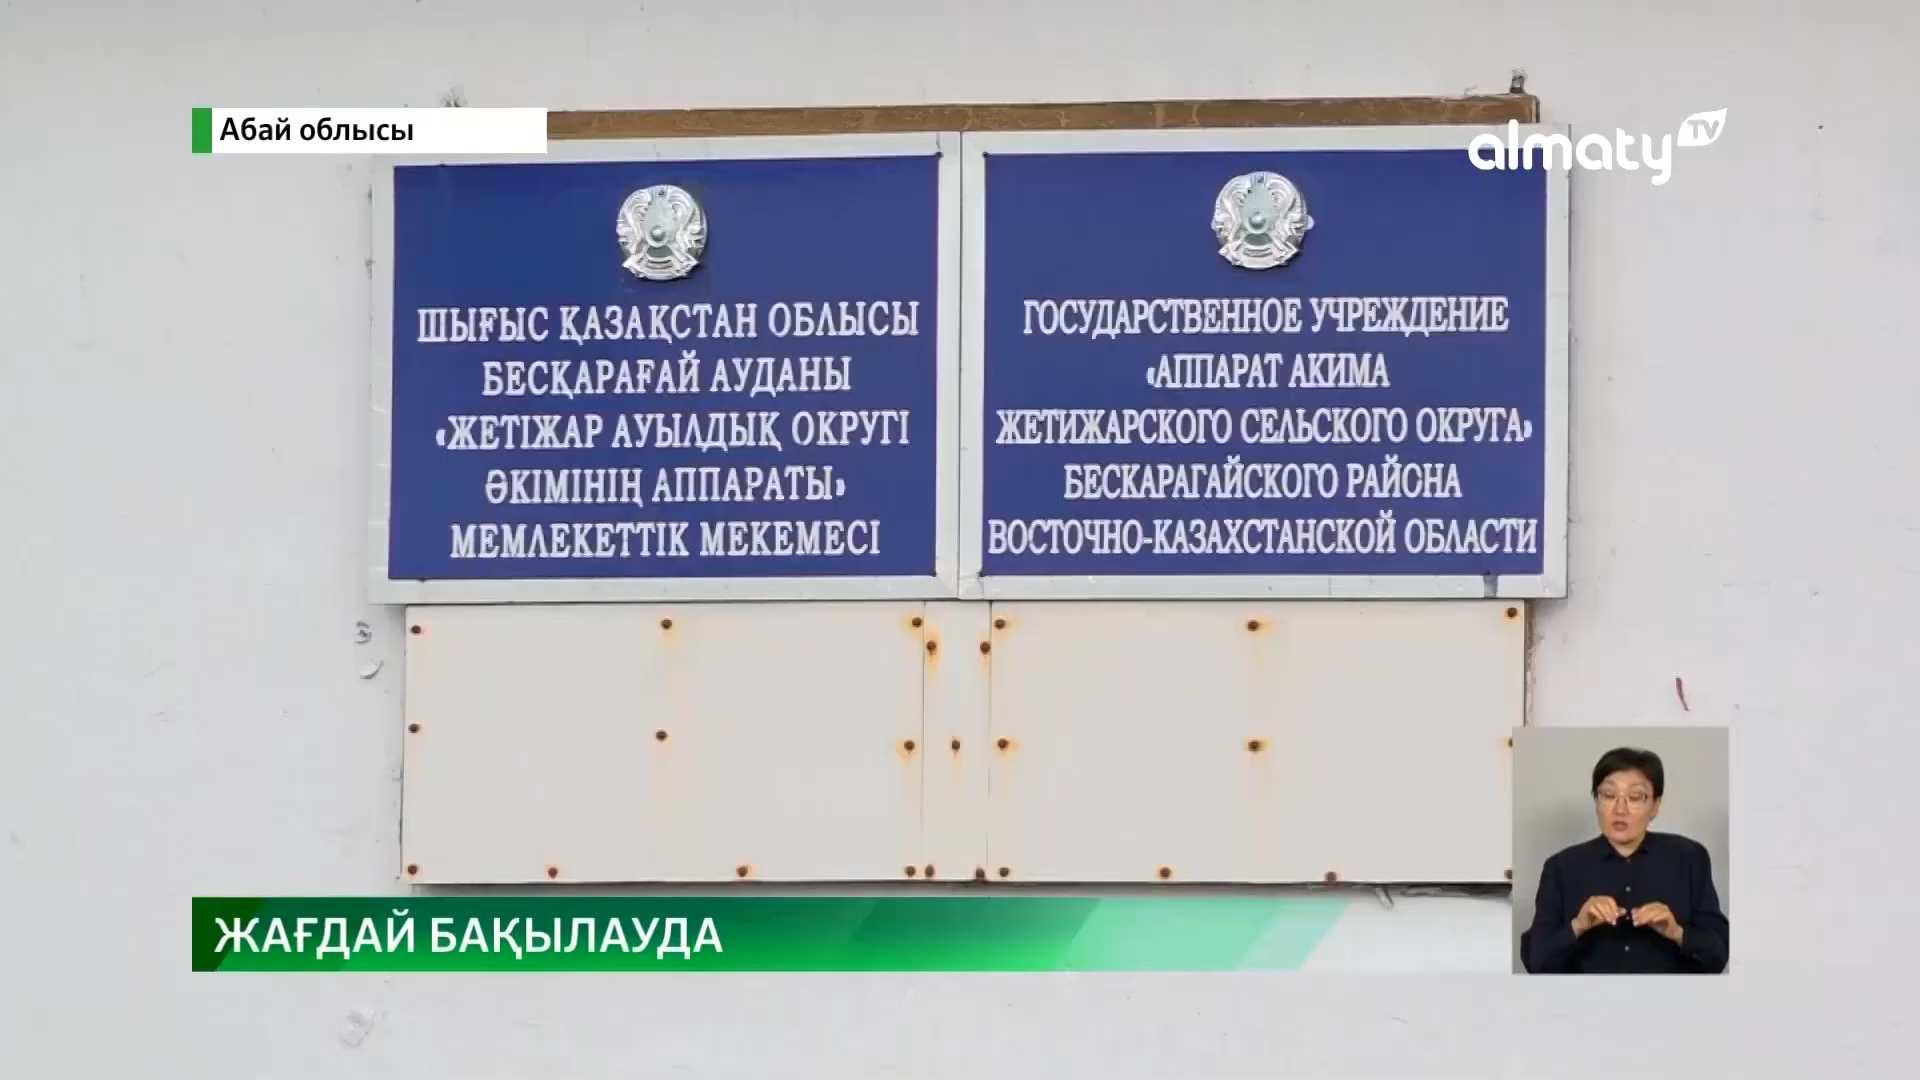 Абай облысы
almaty TV
ШЫҒЫС ҚАЗАҚСТАН ОБЛЫСЫ
БЕСҚАРАҒАЙ АУДАНЫ
«ЖЕТІЖАР АУЫЛДЫҚ ОКРУГІ
ӘКІМІНІҢ АППАРАТЫ»
МЕМЛЕКЕТТІК МЕКЕМЕСІ
ГОСУДАРСТВЕННОЕ УЧРЕЖДЕНИЕ
«АППАРАТ АКИМА
ЖЕТИЖАРСКОГО СЕЛЬСКОГО ОКРУГА»
БЕСКАРАГАЙСКОГО РАЙОНА
ВОСТОЧНО-КАЗАХСТАНСКОЙ ОБЛАСТИ
ЖАҒДАЙ БАҚЫЛАУДА